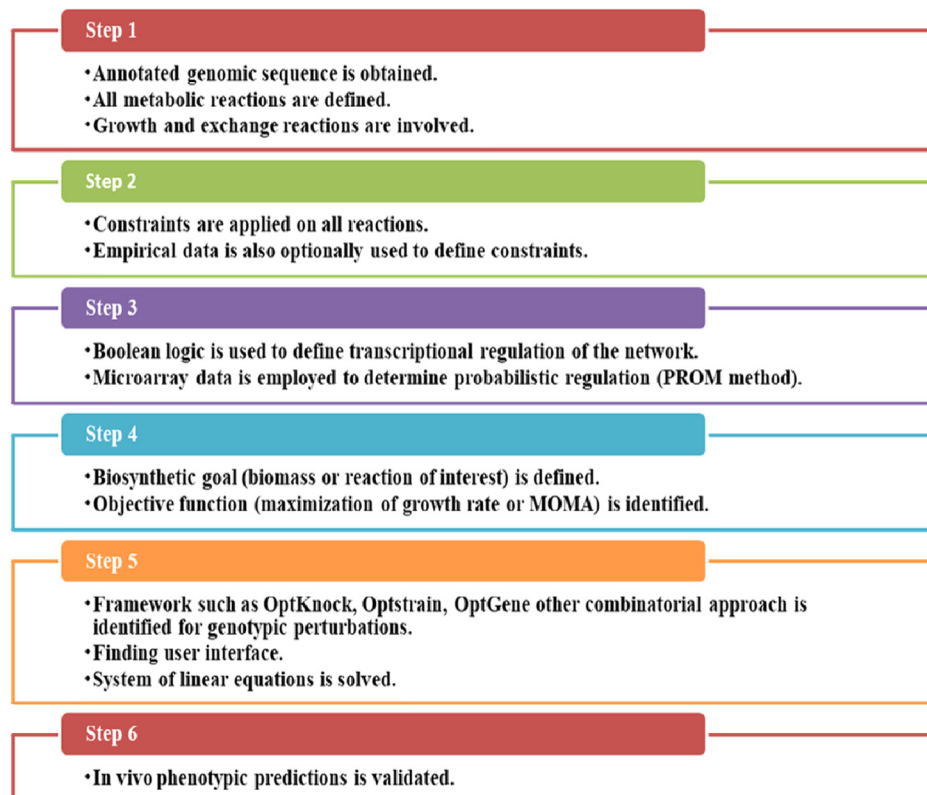 Step 1
•Annotated genomic sequence is obtained.
•All metabolic reactions are defined.
•Growth and exchange reactions are involved.
Step 2
•Constraints are applied on all reactions.
•Empirical data is also optionally used to define constraints.
Step 3
•Boolean logic is used to define transcriptional regulation of the network.
•Microarray data is employed to determine probabilistic regulation (PROM method).
Step 4
•Biosynthetic goal (biomass or reaction of interest) is defined.
•Objective function (maximization of growth rate or MOMA) is identified.
Step 5
•Framework such as OptKnock, Optstrain, OptGene other combinatorial approach is
identified for genotypic perturbations.
•Finding user interface.
•System of linear equations is solved.
Step 6
•In vivo phenotypic predictions is validated.